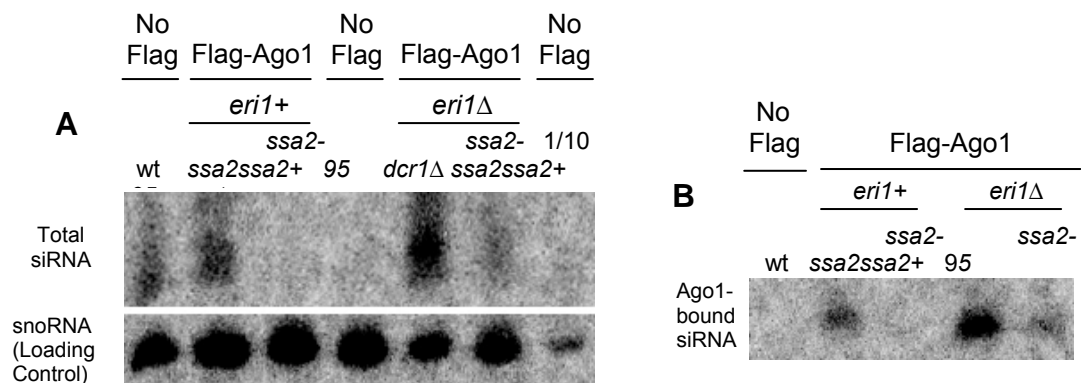 No Flag
Flag-Ago1
No Flag
Flag-Ago1
No Flag
eri1+
eri1Δ
A
ssa2-
ssa2-
1/10
wt ssa2ssa2+ 95 dcr1Δ ssa2ssa2+
Total
siRNA
snoRNA
(Loading
Control)
No
Flag
Flag-Ago1
B
eri1+
eri1Δ
ssa2-
ssa2-
wt ssa2ssa2+ 95
Ago1-
bound
siRNA